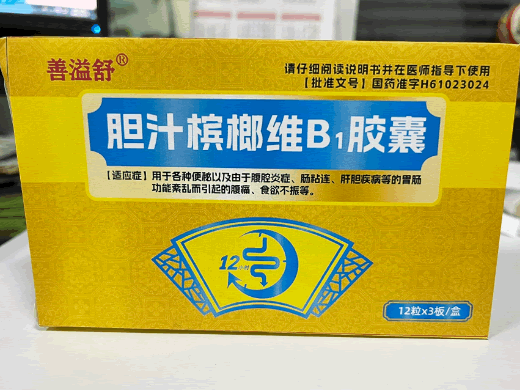 善溢舒®
请仔细阅读说明书并在医师指导下使用
【批准文号】国药准字H61023024
胆汁槟榔维B₁胶囊
【适应症】用于各种便秘以及由于腹腔炎症、肠粘连、肝胆疾病等的胃肠
功能紊乱而引起的腹痛、食欲不振等。
12小时
12粒x3板/盒